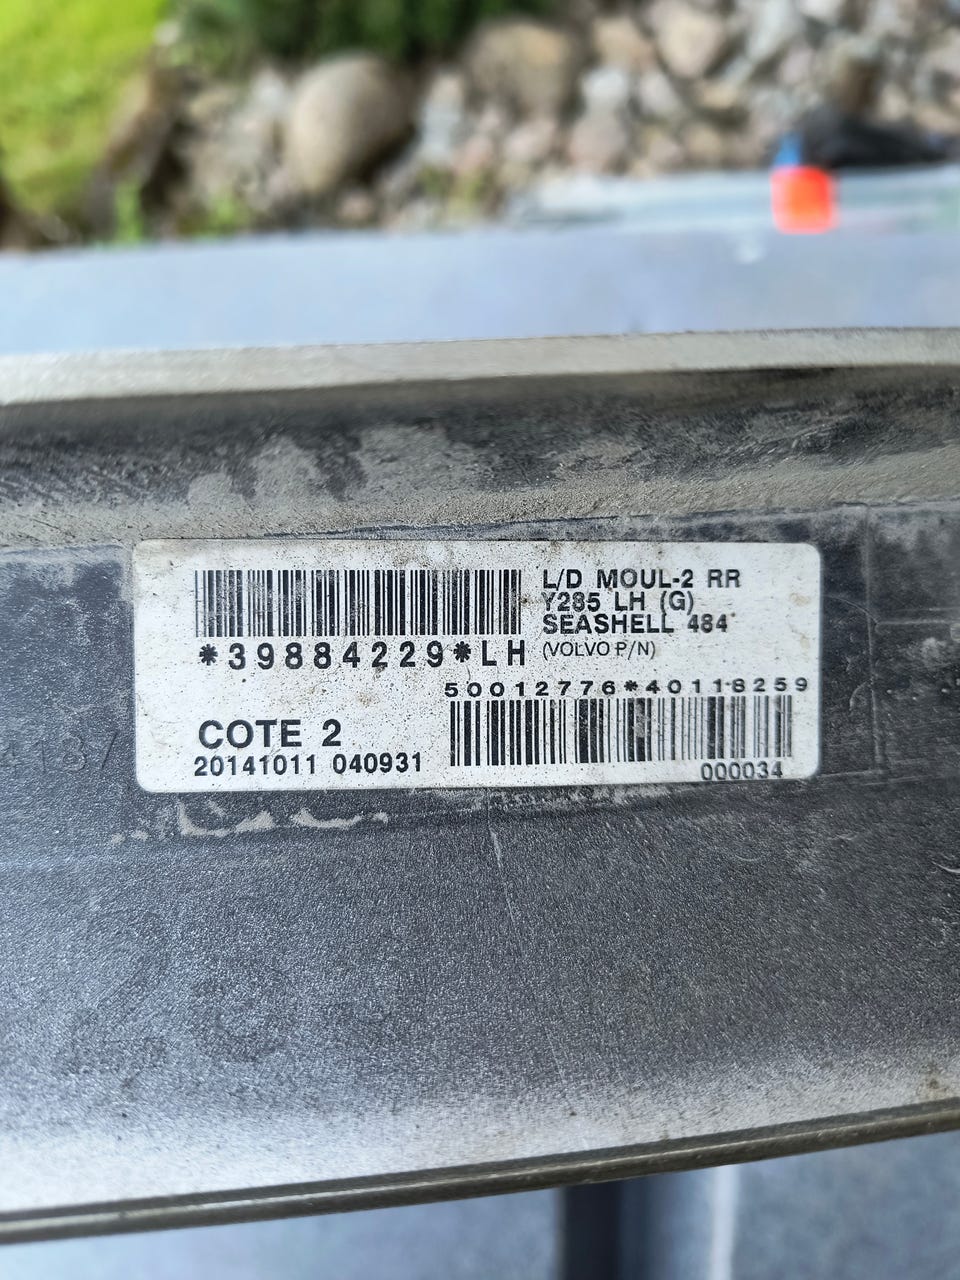 L/D MOUL-2 RR
Y285 LH (G)
SEASHELL 484
*39884229*LH (VOLVO P/N)
50012776*40118259
COTE 2
20141011 040931
000034